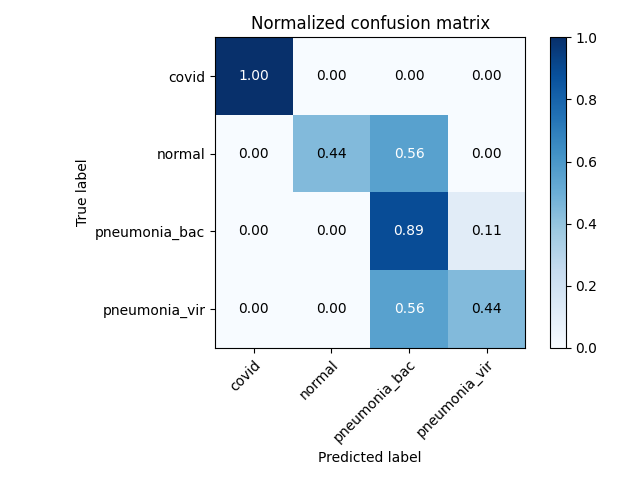 Normalized confusion matrix
covid 1.00 0.00 0.00 0.00
normal 0.00 0.44 0.56 0.00
pneumonia_bac 0.00 0.00 0.89 0.11
pneumonia_vir 0.00 0.00 0.56 0.44
True label
covid normal pneumonia_bac pneumonia_vir
Predicted label
1.0
0.8
0.6
0.4
0.2
0.0